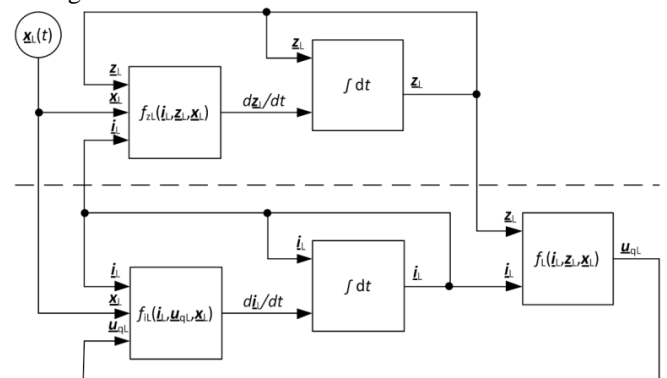 x_L(t)
z_L
z_L
x_L
i_L
f_zL(i_L,z_L,x_L)
dz_L/dt
∫ dt
z_L
i_L
x_L
u_qL
f_iL(i_L,u_qL,x_L)
di_L/dt
i_L
∫ dt
i_L
z_L
i_L
f_L(i_L,z_L,x_L)
u_qL